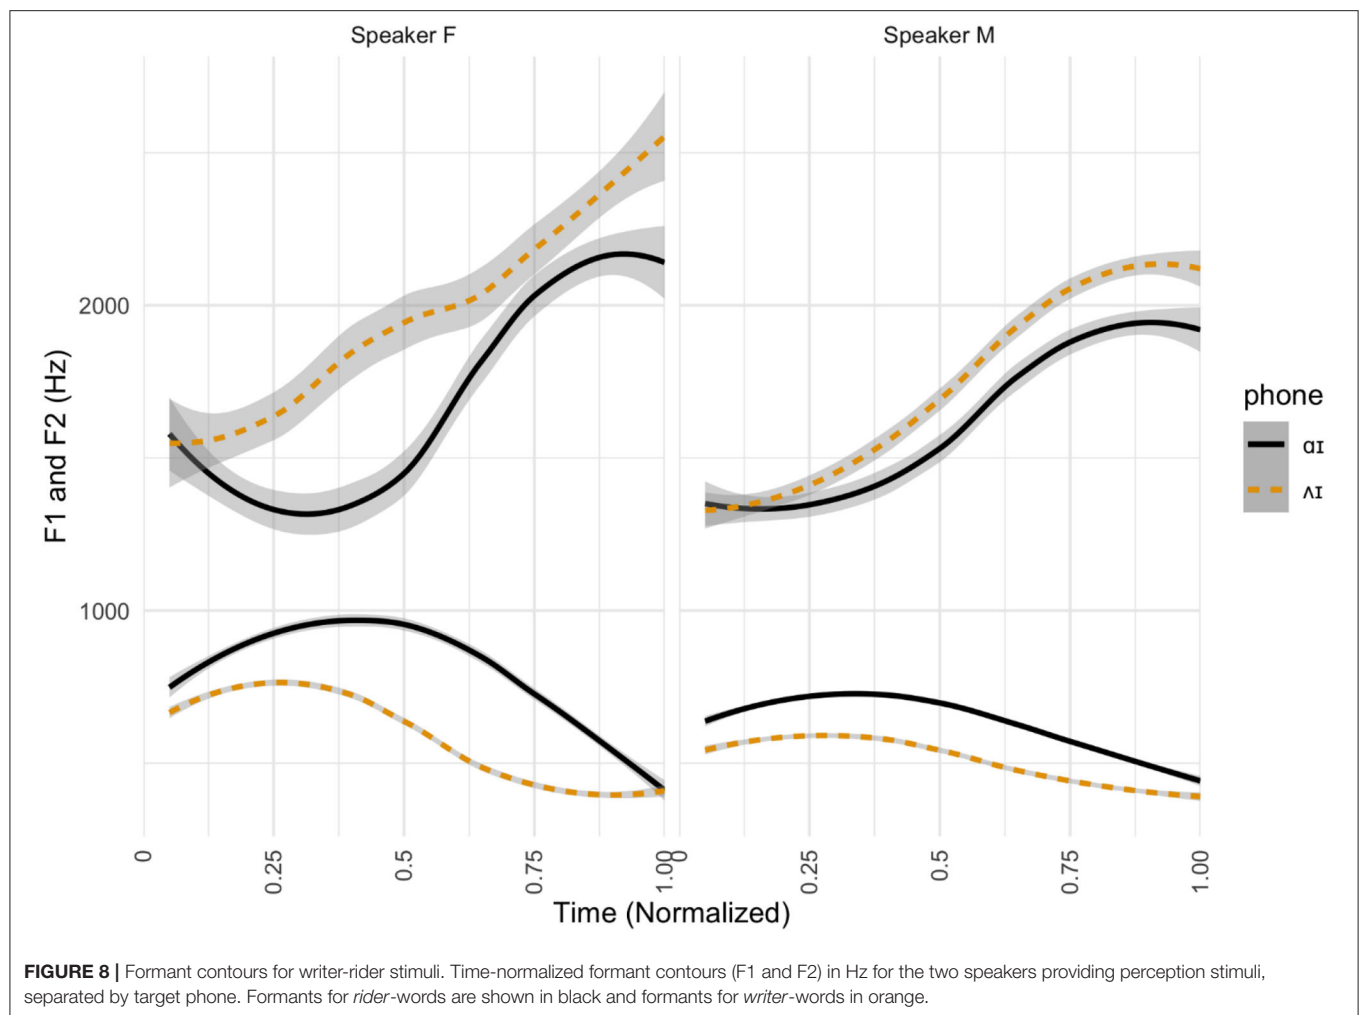 Speaker F
Speaker M
2000
1000
F1 and F2 (Hz)
0
0.25
0.5
0.75
1.00
0
0.25
0.5
0.75
1.00
Time (Normalized)
phone
ɑɪ
ʌɪ
FIGURE 8 | Formant contours for writer-rider stimuli. Time-normalized formant contours (F1 and F2) in Hz for the two speakers providing perception stimuli,
separated by target phone. Formants for rider-words are shown in black and formants for writer-words in orange.